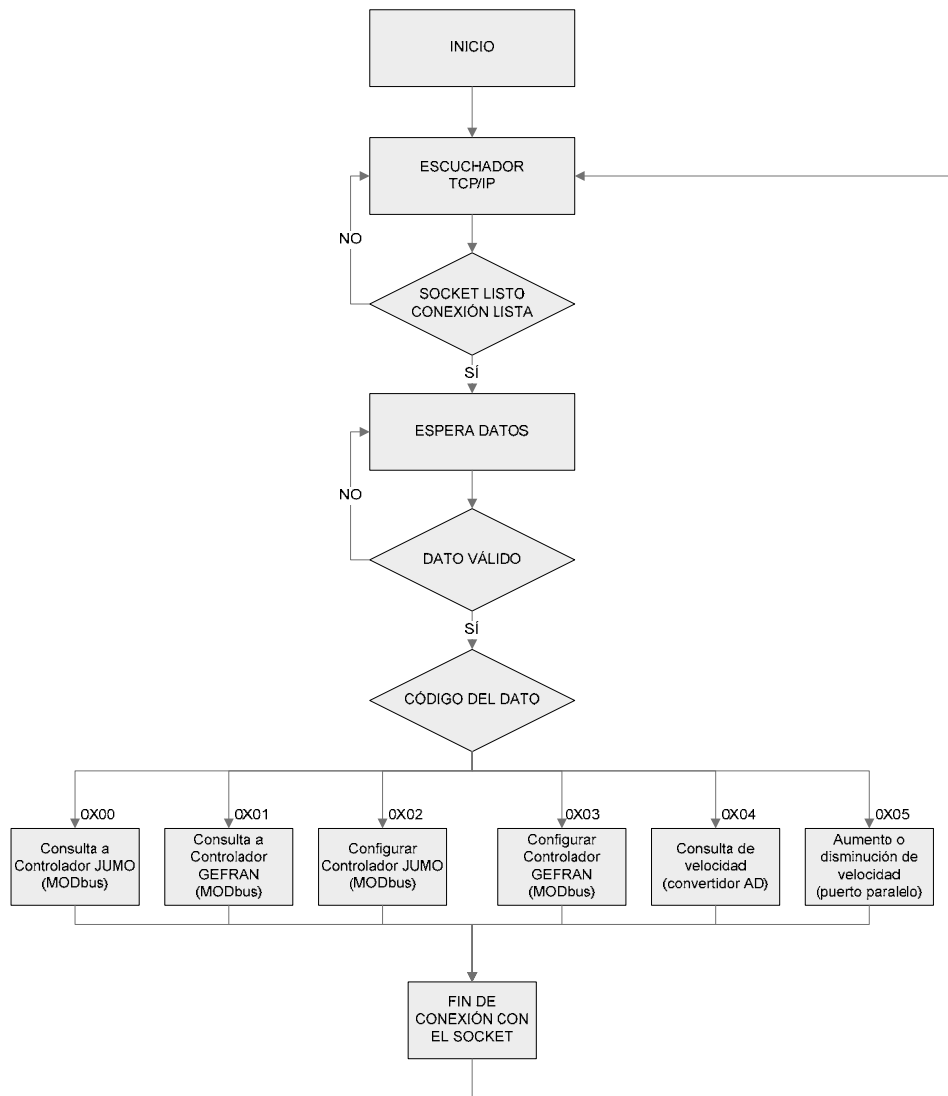 INICIO
ESCUCHADOR
TCP/IP
NO
SOCKET LISTO
CONEXIÓN LISTA
SÍ
ESPERA DATOS
NO
DATO VÁLIDO
SÍ
CÓDIGO DEL DATO
0X00
Consulta a
Controlador JUMO
(MODbus)
0X01
Consulta a
Controlador
GEFRAN
(MODbus)
0X02
Configurar
Controlador JUMO
(MODbus)
0X03
Configurar
Controlador
GEFRAN
(MODbus)
0X04
Consulta de
velocidad
(convertidor AD)
0X05
Aumento o
disminución de
velocidad
(puerto paralelo)
FIN DE
CONEXIÓN CON
EL SOCKET